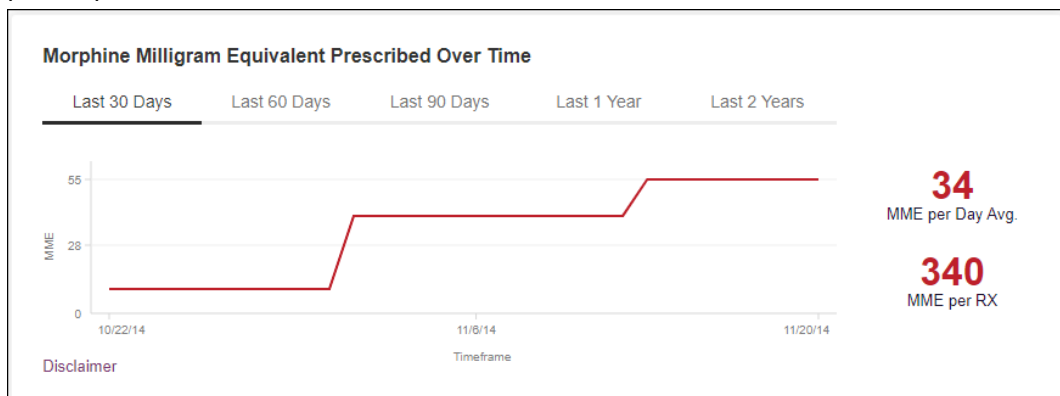 Morphine Milligram Equivalent Prescribed Over Time
Last 30 Days Last 60 Days Last 90 Days Last 1 Year Last 2 Years
55
28
0
MME
10/22/14 11/6/14 11/20/14
Timeframe
34
MME per Day Avg.
340
MME per RX
Disclaimer